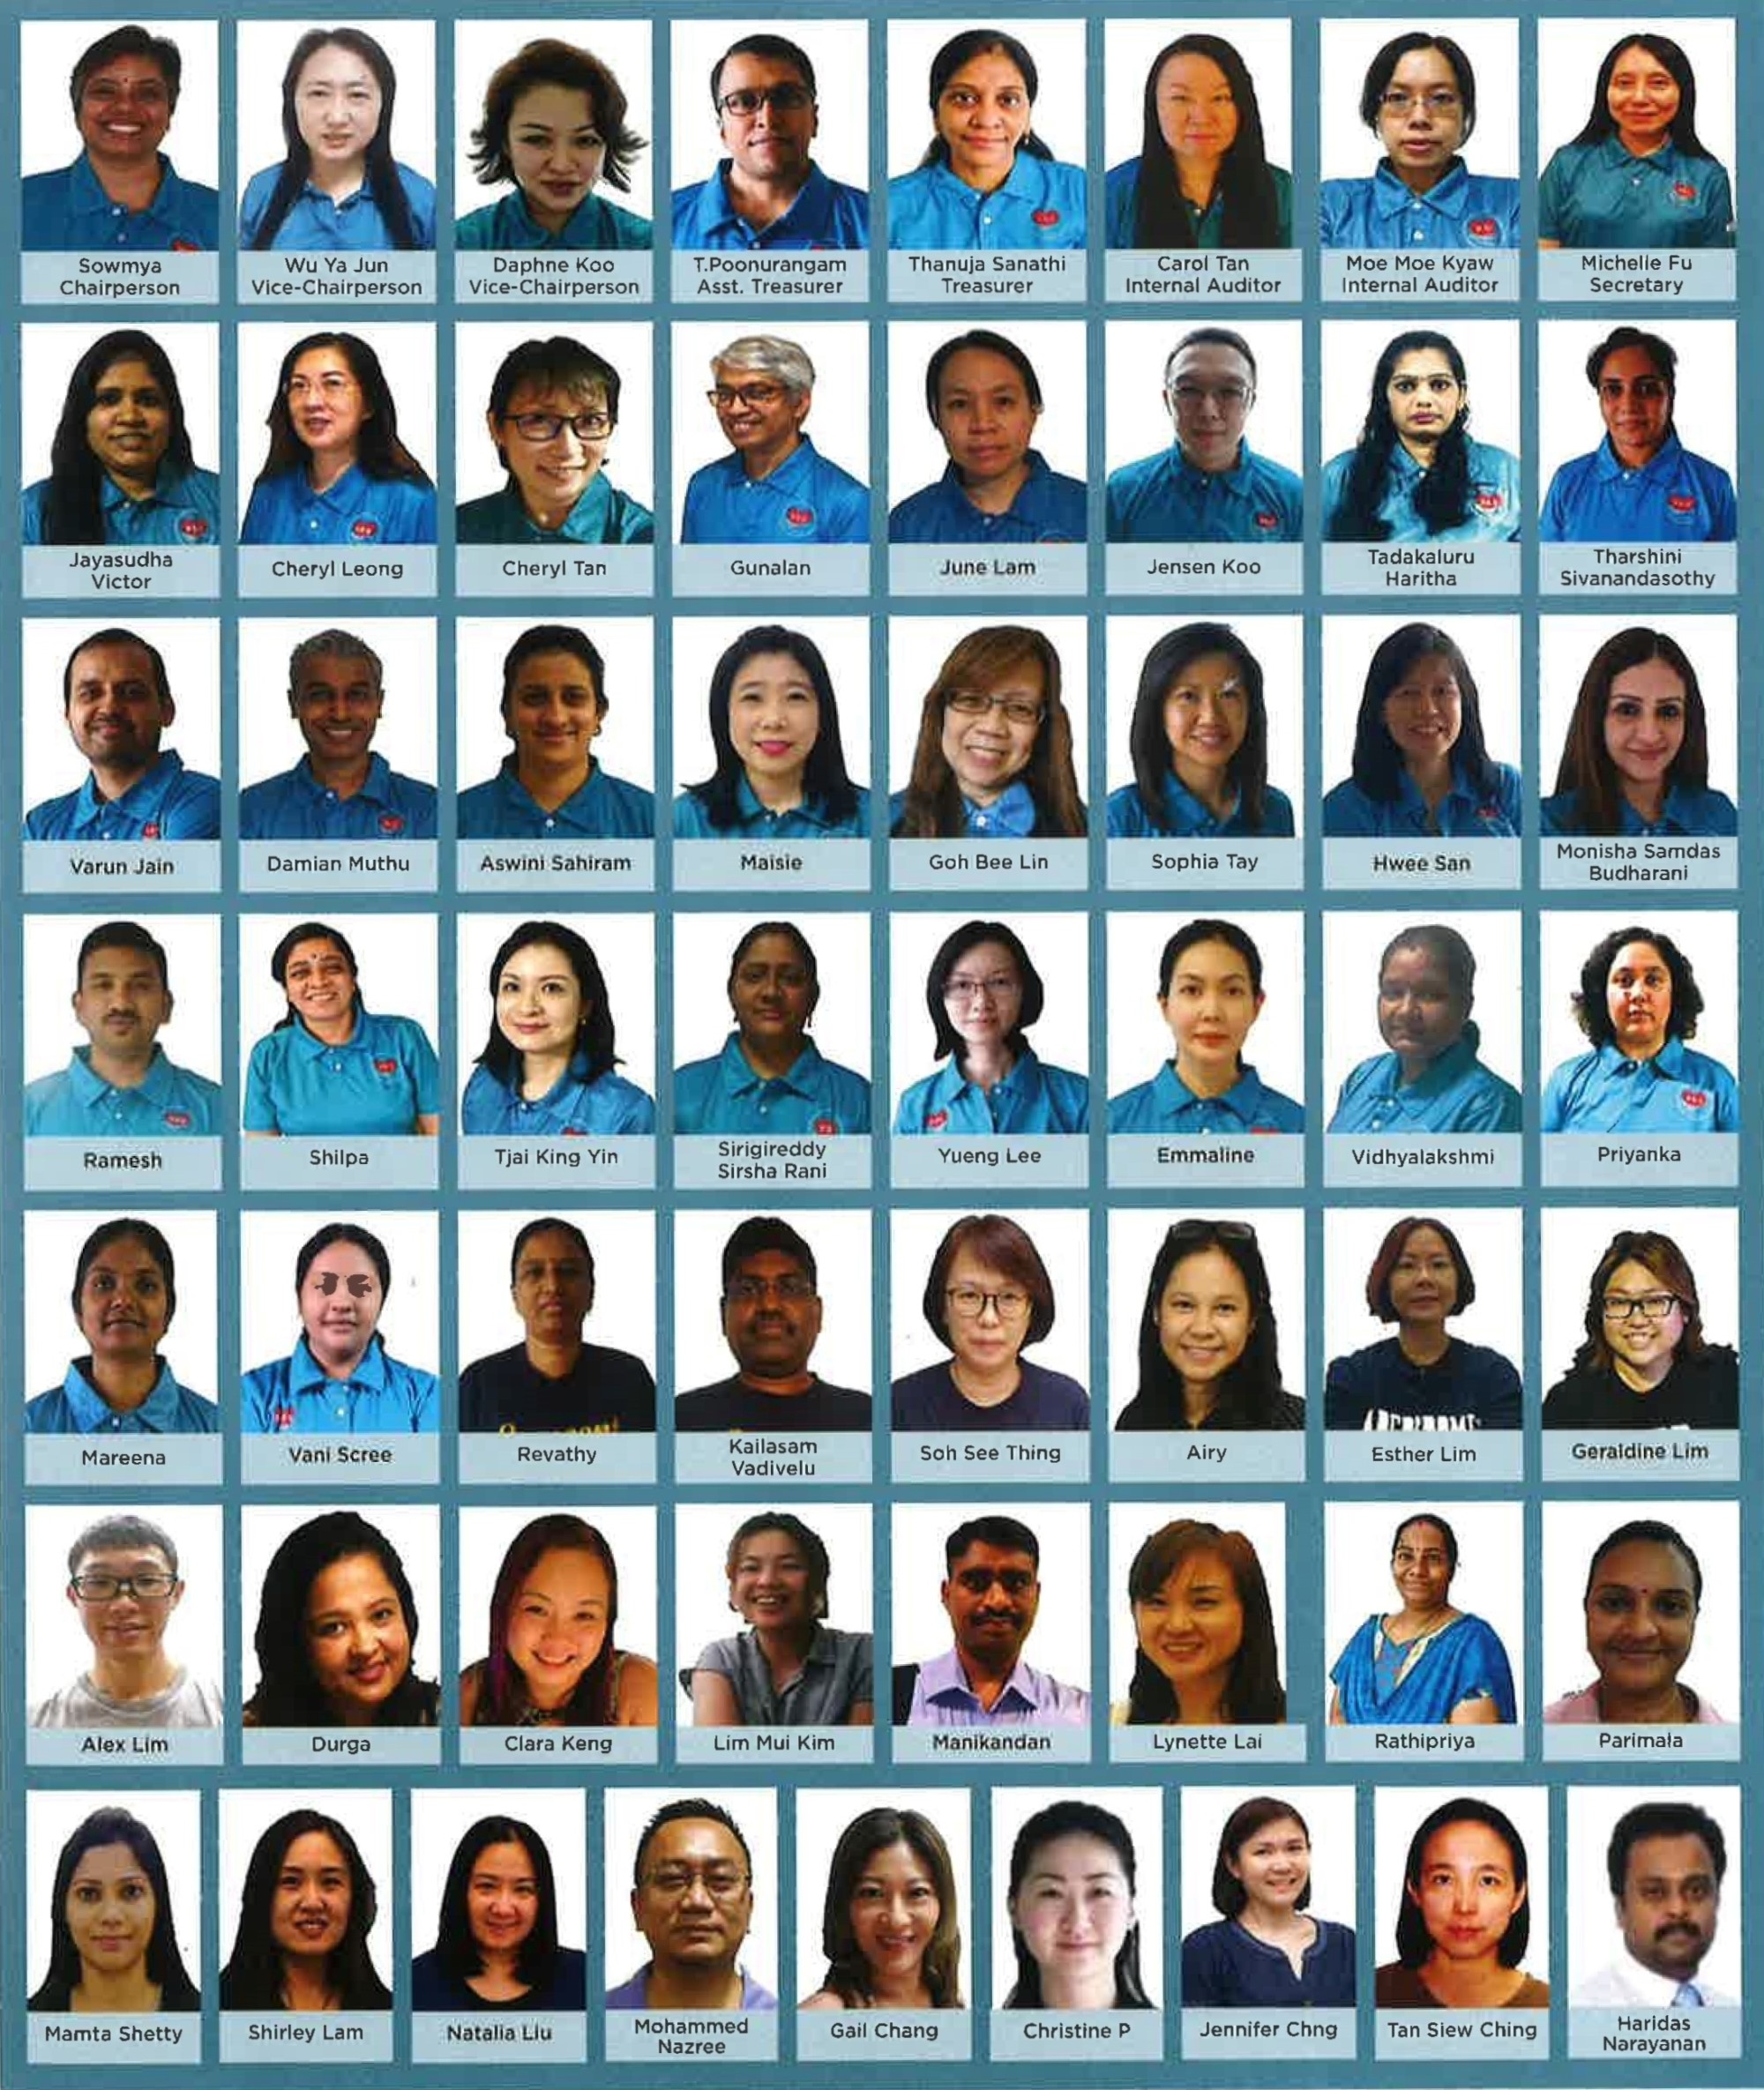 Sowmya
Chairperson
Wu Ya Jun
Vice-Chairperson
Daphne Koo
Vice-Chairperson
T.Poonurangam
Asst. Treasurer
Thanuja Sanathi
Treasurer
Carol Tan
Internal Auditor
Moe Moe Kyaw
Internal Auditor
Michelle Fu
Secretary
Jayasudha
Victor
Cheryl Leong
Cheryl Tan
Gunalan
June Lam
Jensen Koo
Tadakaluru
Haritha
Tharshini
Sivanandasothy
Varun Jain
Damian Muthu
Aswini Sahiram
Maisie
Goh Bee Lin
Sophia Tay
Hwee San
Monisha Samdas
Budharani
Ramesh
Shilpa
Tjai King Yin
Sirigireddy
Sirsha Rani
Yueng Lee
Emmaline
Vidhyalakshmi
Priyanka
Mareena
Vani Scree
Revathy
Kailasam
Vadivelu
Soh See Thing
Airy
Esther Lim
Geraldine Lim
Alex Lim
Durga
Clara Keng
Lim Mui Kim
Manikandan
Lynette Lai
Rathipriya
Parimala
Mamta Shetty
Shirley Lam
Natalia Liu
Mohammed
Nazree
Gail Chang
Christine P
Jennifer Chng
Tan Siew Ching
Haridas
Narayanan